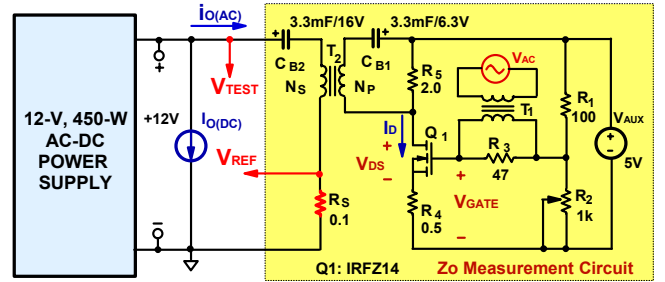 iO(AC)
3.3mF/16V
3.3mF/6.3V
+
+
CB2
T2
CB1
VTEST
NS
NP
R5
2.0
VAC
T1
R1
100
VAUX
5V
12-V, 450-W
AC-DC
POWER
SUPPLY
+
+12V
IO(DC)
ID
Q1
+
VDS
–
R3
47
VREF
+
VGATE
–
R2
1k
RS
0.1
R4
0.5
–
Q1: IRFZ14
Zo Measurement Circuit